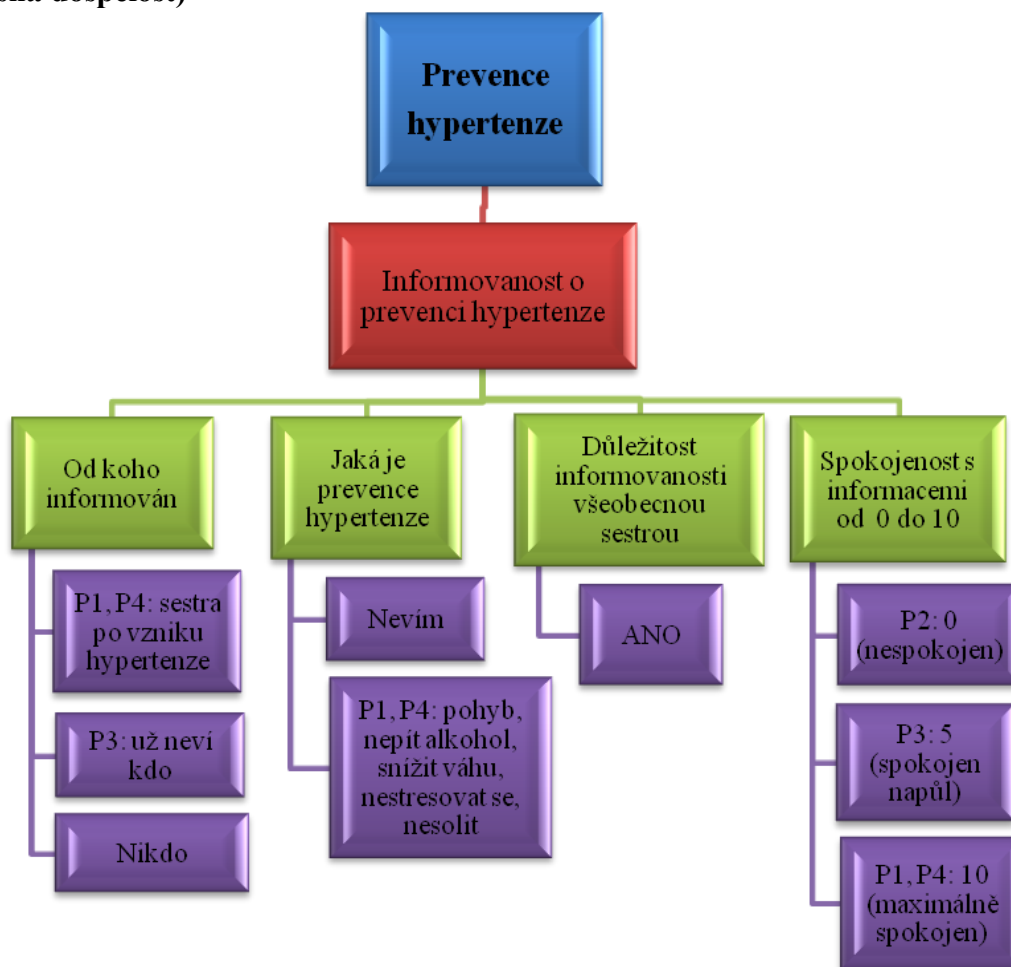 dospělost)
Prevence
hypertenze
Informovanost o
prevenci hypertenze
Od koho
informován
P1, P4: sestra
po vzniku
hypertenze
P3: už neví
kdo
Nikdo
Jaká je
prevence
hypertenze
Nevím
P1, P4: pohyb,
nepít alkohol,
snížit váhu,
nestresovat se,
nesolit
Důležitost
informovanosti
všeobecnou
sestrou
ANO
Spokojenost s
informacemi
od 0 do 10
P2: 0
(nespokojen)
P3: 5
(spokojen
napůl)
P1, P4: 10
(maximálně
spokojen)